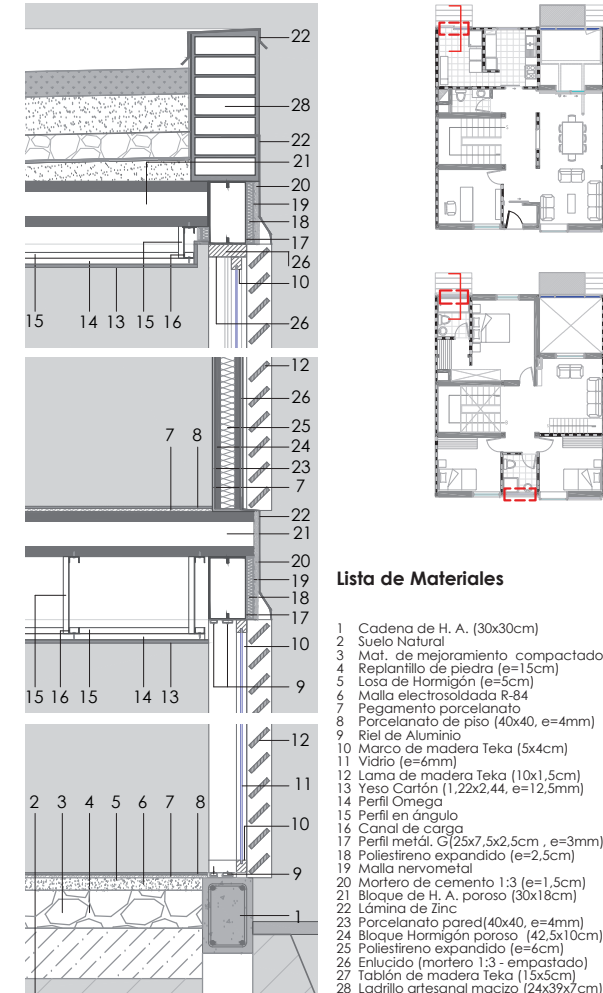 22
28
22
21
20
19
18
17
26
10
15 14 13 15 16
26
12
26
7 8
25
24
23
7
22
21
20
19
18
17
10
15 16 15 14 13
9
12
11
2 3 4 5 6 7 8
10
9
1
Lista de Materiales
1 Cadena de H. A. (30x30cm)
2 Suelo Natural
3 Mat. de mejoramiento compactado
4 Replantillo de piedra (e=15cm)
5 Losa de Hormigón (e=5cm)
6 Malla electrosoldada R-84
7 Pegamento porcelanato
8 Porcelanato de piso (40x40, e=4mm)
9 Riel de Aluminio
10 Marco de madera Teka (5x4cm)
11 Vidrio (e=6mm)
12 Lama de madera Teka (10x1,5cm)
13 Yeso Cartón (1,22x2,44, e=12,5mm)
14 Perfil Omega
15 Perfil en ángulo
16 Canal de carga
17 Perfil metál. G(25x7,5x2,5cm , e=3mm)
18 Poliestireno expandido (e=2,5cm)
19 Malla nervometal
20 Mortero de cemento 1:3 (e=1,5cm)
21 Bloque de H. A. poroso (30x18cm)
22 Lámina de Zinc
23 Porcelanato pared(40x40, e=4mm)
24 Bloque Hormigón poroso (42,5x10cm)
25 Poliestireno expandido (e=6cm)
26 Enlucido (mortero 1:3 - empastado)
27 Tablón de madera Teka (15x5cm)
28 Ladrillo artesanal macizo (24x39x7cm)